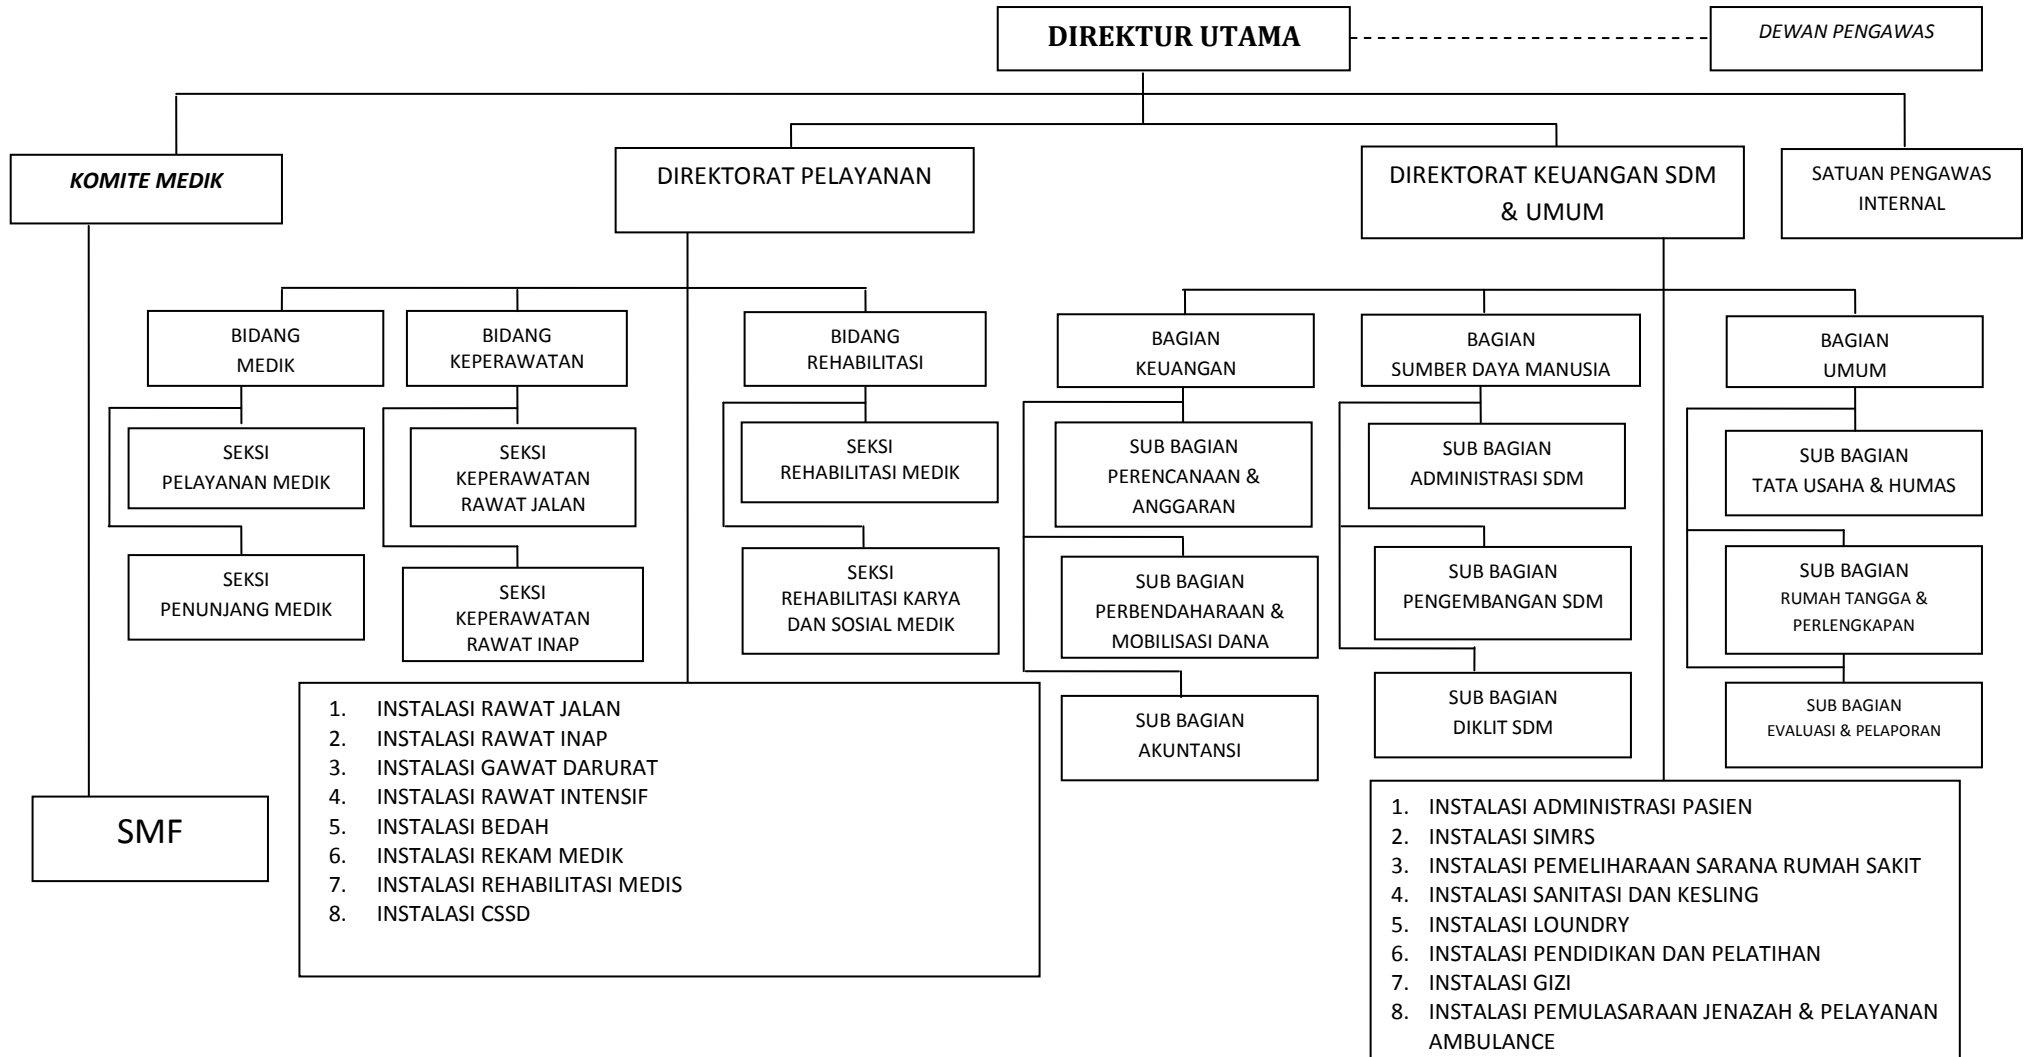 DIREKTUR UTAMA
DEWAN PENGAWAS
KOMITE MEDIK
DIREKTORAT PELAYANAN
DIREKTORAT KEUANGAN SDM
& UMUM
SATUAN PENGAWAS
INTERNAL
BIDANG
MEDIK
BIDANG
KEPERAWATAN
BIDANG
REHABILITASI
BAGIAN
KEUANGAN
BAGIAN
SUMBER DAYA MANUSIA
BAGIAN
UMUM
SEKSI
PELAYANAN MEDIK
SEKSI
KEPERAWATAN
RAWAT JALAN
SEKSI
REHABILITASI MEDIK
SUB BAGIAN
PERENCANAAN &
ANGGARAN
SUB BAGIAN
ADMINISTRASI SDM
SUB BAGIAN
TATA USAHA & HUMAS
SEKSI
PENUNJANG MEDIK
SEKSI
KEPERAWATAN
RAWAT INAP
SEKSI
REHABILITASI KARYA
DAN SOSIAL MEDIK
SUB BAGIAN
PERBENDAHARAAN &
MOBILISASI DANA
SUB BAGIAN
PENGEMBANGAN SDM
SUB BAGIAN
RUMAH TANGGA &
PERLENGKAPAN
SUB BAGIAN
AKUNTANSI
SUB BAGIAN
DIKLIT SDM
SUB BAGIAN
EVALUASI & PELAPORAN
SMF
1. INSTALASI RAWAT JALAN
2. INSTALASI RAWAT INAP
3. INSTALASI GAWAT DARURAT
4. INSTALASI RAWAT INTENSIF
5. INSTALASI BEDAH
6. INSTALASI REKAM MEDIK
7. INSTALASI REHABILITASI MEDIS
8. INSTALASI CSSD
1. INSTALASI ADMINISTRASI PASIEN
2. INSTALASI SIMRS
3. INSTALASI PEMELIHARAAN SARANA RUMAH SAKIT
4. INSTALASI SANITASI DAN KESLING
5. INSTALASI LOUNDRY
6. INSTALASI PENDIDIKAN DAN PELATIHAN
7. INSTALASI GIZI
8. INSTALASI PEMULASARAAN JENAZAH & PELAYANAN
AMBULANCE